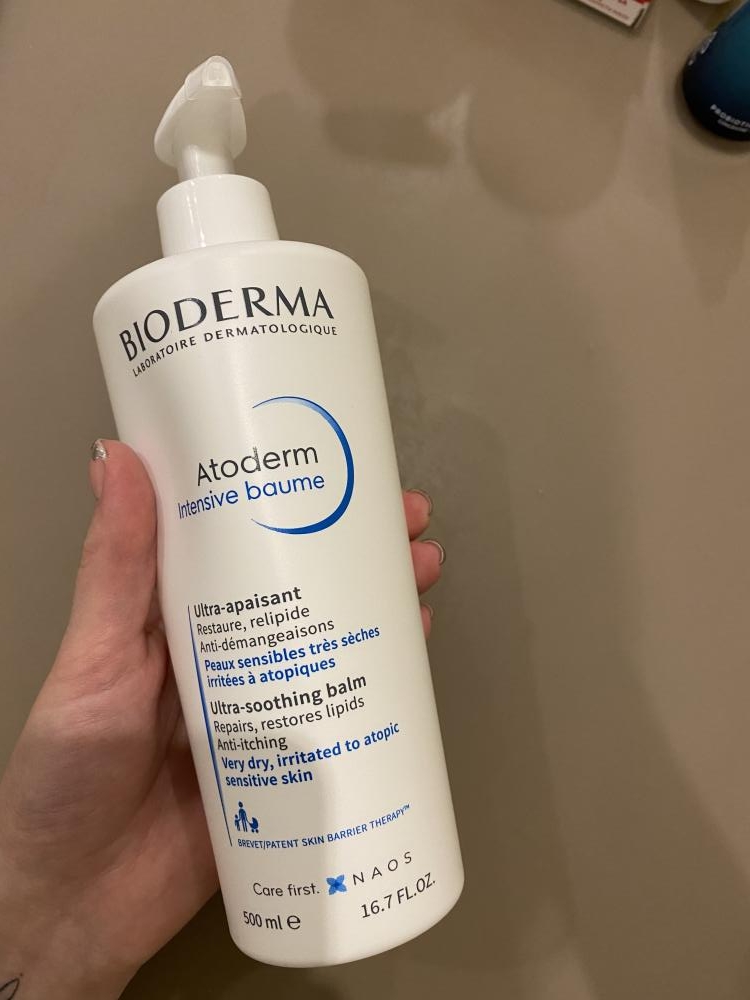 BIODERMA
LABORATOIRE DERMATOLOGIQUE
Atoderm
Intensive baume
Ultra-apaisant
Restaure, relipide
Anti-démangeaisons
Peaux sensibles très sèches
irritées à atopiques
Ultra-soothing balm
Repairs, restores lipids
Anti-itching
Very dry, irritated to atopic
sensitive skin
BREVET/PATENT SKIN BARRIER THERAPY™
Care first. NAOS
500 ml e 16.7 FL.OZ.